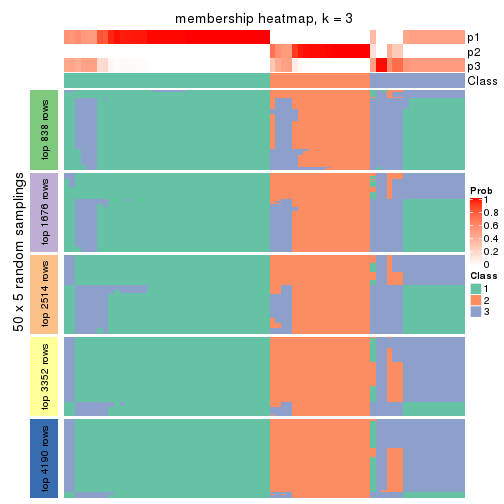 membership heatmap, k = 3
p1
p2
p3
Class
50 x 5 random samplings
top 838 rows
top 1676 rows
top 2514 rows
top 3352 rows
top 4190 rows
Prob
1
0.8
0.6
0.4
0.2
0
Class
1
2
3